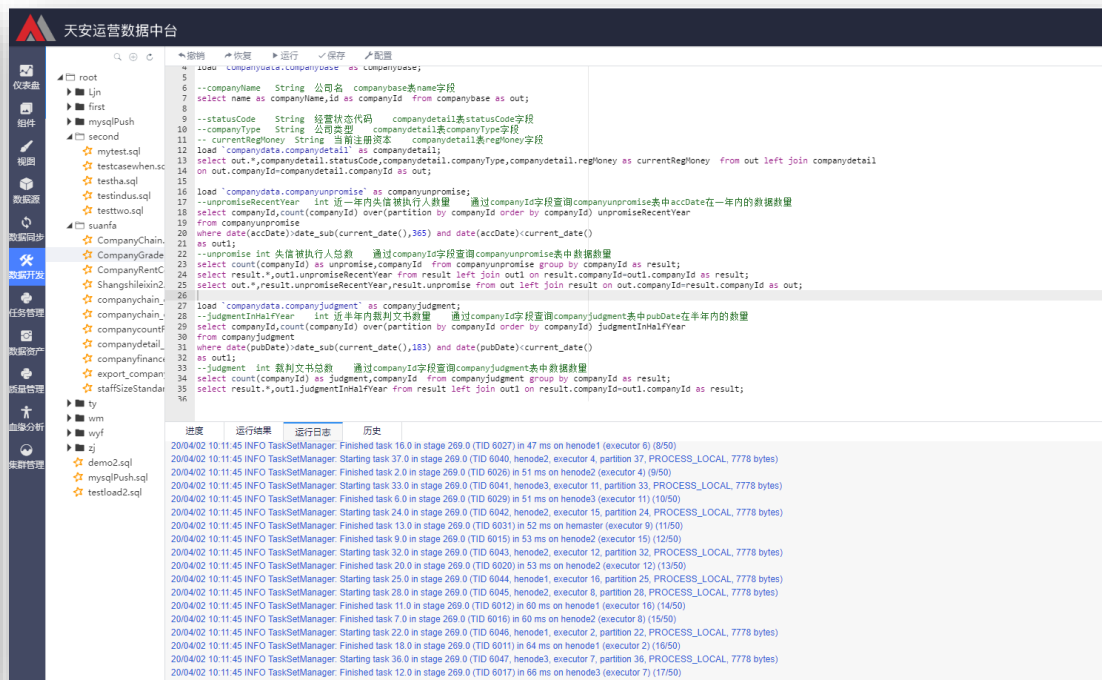 天安运营数据中台
撤销 恢复 运行 保存 配置
仪表盘
组件
视图
数据源
数据同步
数据开发
任务管理
数据资产
质量管理
血缘分析
集群管理
root
Ljn
first
mysqlPush
second
mytest.sql
testcasewhen.sc
testha.sql
testindus.sql
testtwo.sql
suanfa
CompanyChain.
CompanyGrade
CompanyRentC
Shangshileixin2.
companychain_
companychain_
companycountF
companydetail_
companyfinance
export_company
staffSizeStandar
ty
wm
wyf
zj
demo2.sql
mysqlPush.sql
testload2.sql
4 load `companydata.companybase` as companybase;
5
6 --companyName String 公司名 companybase表name字段
7 select name as companyName,id as companyId from companybase as out;
8
9 --statusCode String 经营状态代码 companydetail表statusCode字段
10 --companyType String 公司类型 companydetail表companyType字段
11 -- currentRegMoney String 当前注册资本 companydetail表regMoney字段
12 load `companydata.companydetail` as companydetail;
13 select out.*,companydetail.statusCode,companydetail.companyType,companydetail.regMoney as currentRegMoney from out left join companydetail
14 on out.companyId=companydetail.companyId as out;
15
16 load `companydata.companyunpromise` as companyunpromise;
17 --unpromiseRecentYear int 近一年内失信被执行人数量 通过companyId字段查询companyunpromise表中accDate在一年内的数据数量
18 select companyId,count(companyId) over(partition by companyId order by companyId) unpromiseRecentYear
19 from companyunpromise
20 where date(accDate)>date_sub(current_date(),365) and date(accDate)<current_date()
21 as out1;
22 --unpromise int 失信被执行人总数 通过companyId字段查询companyunpromise表中数据数量
23 select count(companyId) as unpromise,companyId from companyunpromise group by companyId as result;
24 select result.*,out1.unpromiseRecentYear from result left join out1 on result.companyId=out1.companyId as result;
25 select out.*,result.unpromiseRecentYear,result.unpromise from out left join result on out.companyId=result.companyId as out;
26
27 load `companydata.companyjudgment` as companyjudgment;
28 --judgmentInHalfYear int 近半年内裁判文书数量 通过companyId字段查询companyjudgment表中pubDate在半年内的数量
29 select companyId,count(companyId) over(partition by companyId order by companyId) judgmentInHalfYear
30 from companyjudgment
31 where date(pubDate)>date_sub(current_date(),183) and date(pubDate)<current_date()
32 as out1;
33 --judgment int 裁判文书总数 通过companyId字段查询companyjudgment表中数据数量
34 select count(companyId) as judgment,companyId from companyjudgment group by companyId as result;
35 select result.*,out1.judgmentInHalfYear from result left join out1 on result.companyId=out1.companyId as result;
36
进度 运行结果 运行日志 历史
20/04/02 10:11:45 INFO TaskSetManager: Finished task 16.0 in stage 269.0 (TID 6027) in 47 ms on henode1 (executor 6) (8/50)
20/04/02 10:11:45 INFO TaskSetManager: Starting task 37.0 in stage 269.0 (TID 6040, henode2, executor 4, partition 37, PROCESS_LOCAL, 7778 bytes)
20/04/02 10:11:45 INFO TaskSetManager: Finished task 2.0 in stage 269.0 (TID 6026) in 51 ms on henode2 (executor 4) (9/50)
20/04/02 10:11:45 INFO TaskSetManager: Starting task 33.0 in stage 269.0 (TID 6041, henode3, executor 11, partition 33, PROCESS_LOCAL, 7778 bytes)
20/04/02 10:11:45 INFO TaskSetManager: Finished task 6.0 in stage 269.0 (TID 6029) in 51 ms on henode3 (executor 11) (10/50)
20/04/02 10:11:45 INFO TaskSetManager: Starting task 24.0 in stage 269.0 (TID 6042, henode2, executor 15, partition 24, PROCESS_LOCAL, 7778 bytes)
20/04/02 10:11:45 INFO TaskSetManager: Finished task 13.0 in stage 269.0 (TID 6031) in 52 ms on hemaster (executor 9) (11/50)
20/04/02 10:11:45 INFO TaskSetManager: Finished task 9.0 in stage 269.0 (TID 6015) in 53 ms on henode2 (executor 15) (12/50)
20/04/02 10:11:45 INFO TaskSetManager: Starting task 32.0 in stage 269.0 (TID 6043, henode2, executor 12, partition 32, PROCESS_LOCAL, 7778 bytes)
20/04/02 10:11:45 INFO TaskSetManager: Finished task 20.0 in stage 269.0 (TID 6020) in 53 ms on henode2 (executor 12) (13/50)
20/04/02 10:11:45 INFO TaskSetManager: Starting task 25.0 in stage 269.0 (TID 6044, henode1, executor 16, partition 25, PROCESS_LOCAL, 7778 bytes)
20/04/02 10:11:45 INFO TaskSetManager: Starting task 28.0 in stage 269.0 (TID 6045, henode2, executor 8, partition 28, PROCESS_LOCAL, 7778 bytes)
20/04/02 10:11:45 INFO TaskSetManager: Finished task 11.0 in stage 269.0 (TID 6012) in 60 ms on henode1 (executor 16) (14/50)
20/04/02 10:11:45 INFO TaskSetManager: Finished task 7.0 in stage 269.0 (TID 6016) in 60 ms on henode2 (executor 8) (15/50)
20/04/02 10:11:45 INFO TaskSetManager: Starting task 22.0 in stage 269.0 (TID 6046, henode1, executor 2, partition 22, PROCESS_LOCAL, 7778 bytes)
20/04/02 10:11:45 INFO TaskSetManager: Finished task 18.0 in stage 269.0 (TID 6011) in 64 ms on henode1 (executor 2) (16/50)
20/04/02 10:11:45 INFO TaskSetManager: Starting task 36.0 in stage 269.0 (TID 6047, henode3, executor 7, partition 36, PROCESS_LOCAL, 7778 bytes)
20/04/02 10:11:45 INFO TaskSetManager: Finished task 12.0 in stage 269.0 (TID 6017) in 66 ms on henode3 (executor 7) (17/50)